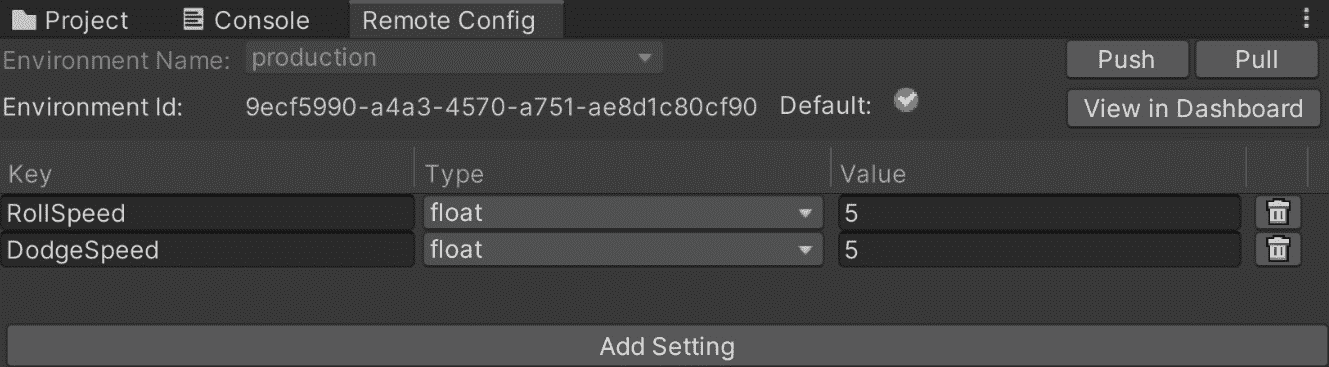 Project Console Remote Config
Environment Name: production Push Pull
Environment Id: 9ecf5990-a4a3-4570-a751-ae8d1c80cf90 Default: View in Dashboard
Key Type Value
RollSpeed float 5
DodgeSpeed float 5
Add Setting